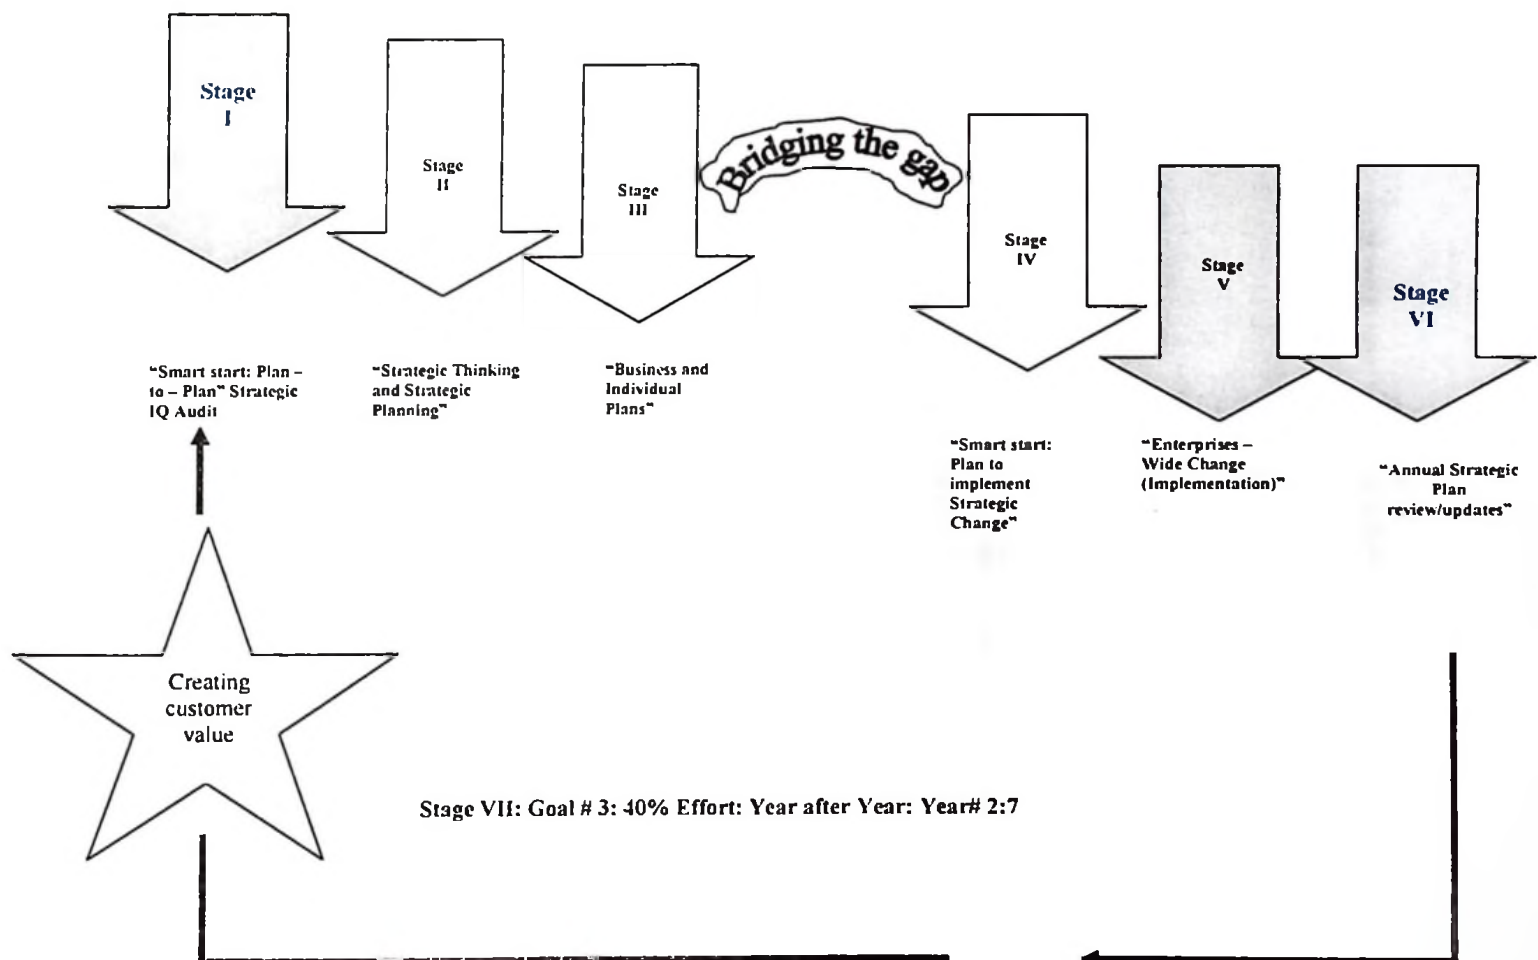 Stage
I
Stage
II
Stage
III
Bridging the gap
Stage
IV
Stage
V
Stage
VI
"Smart start: Plan –
to – Plan" Strategic
IQ Audit
"Strategic Thinking
and Strategic
Planning"
"Business and
Individual
Plans"
"Smart start:
Plan to
implement
Strategic
Change"
"Enterprises –
Wide Change
(Implementation)"
"Annual Strategic
Plan
review/updates"
Creating
customer
value
Stage VII: Goal # 3: 40% Effort: Year after Year: Year# 2:7